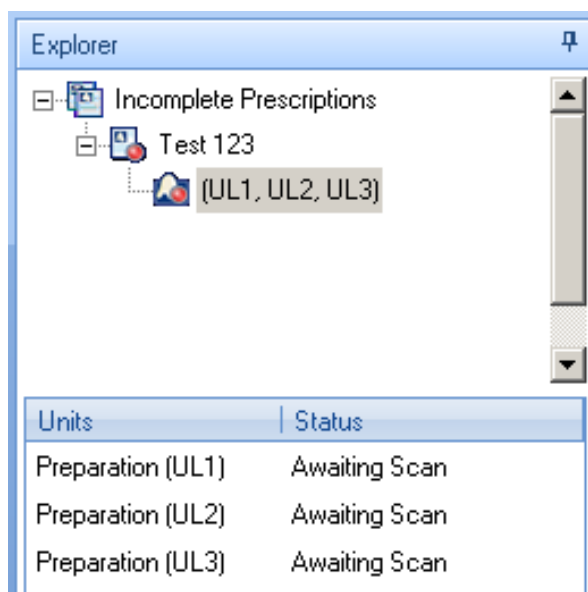 Explorer
Incomplete Prescriptions
Test 123
(UL1, UL2, UL3)
Units Status
Preparation (UL1) Awaiting Scan
Preparation (UL2) Awaiting Scan
Preparation (UL3) Awaiting Scan